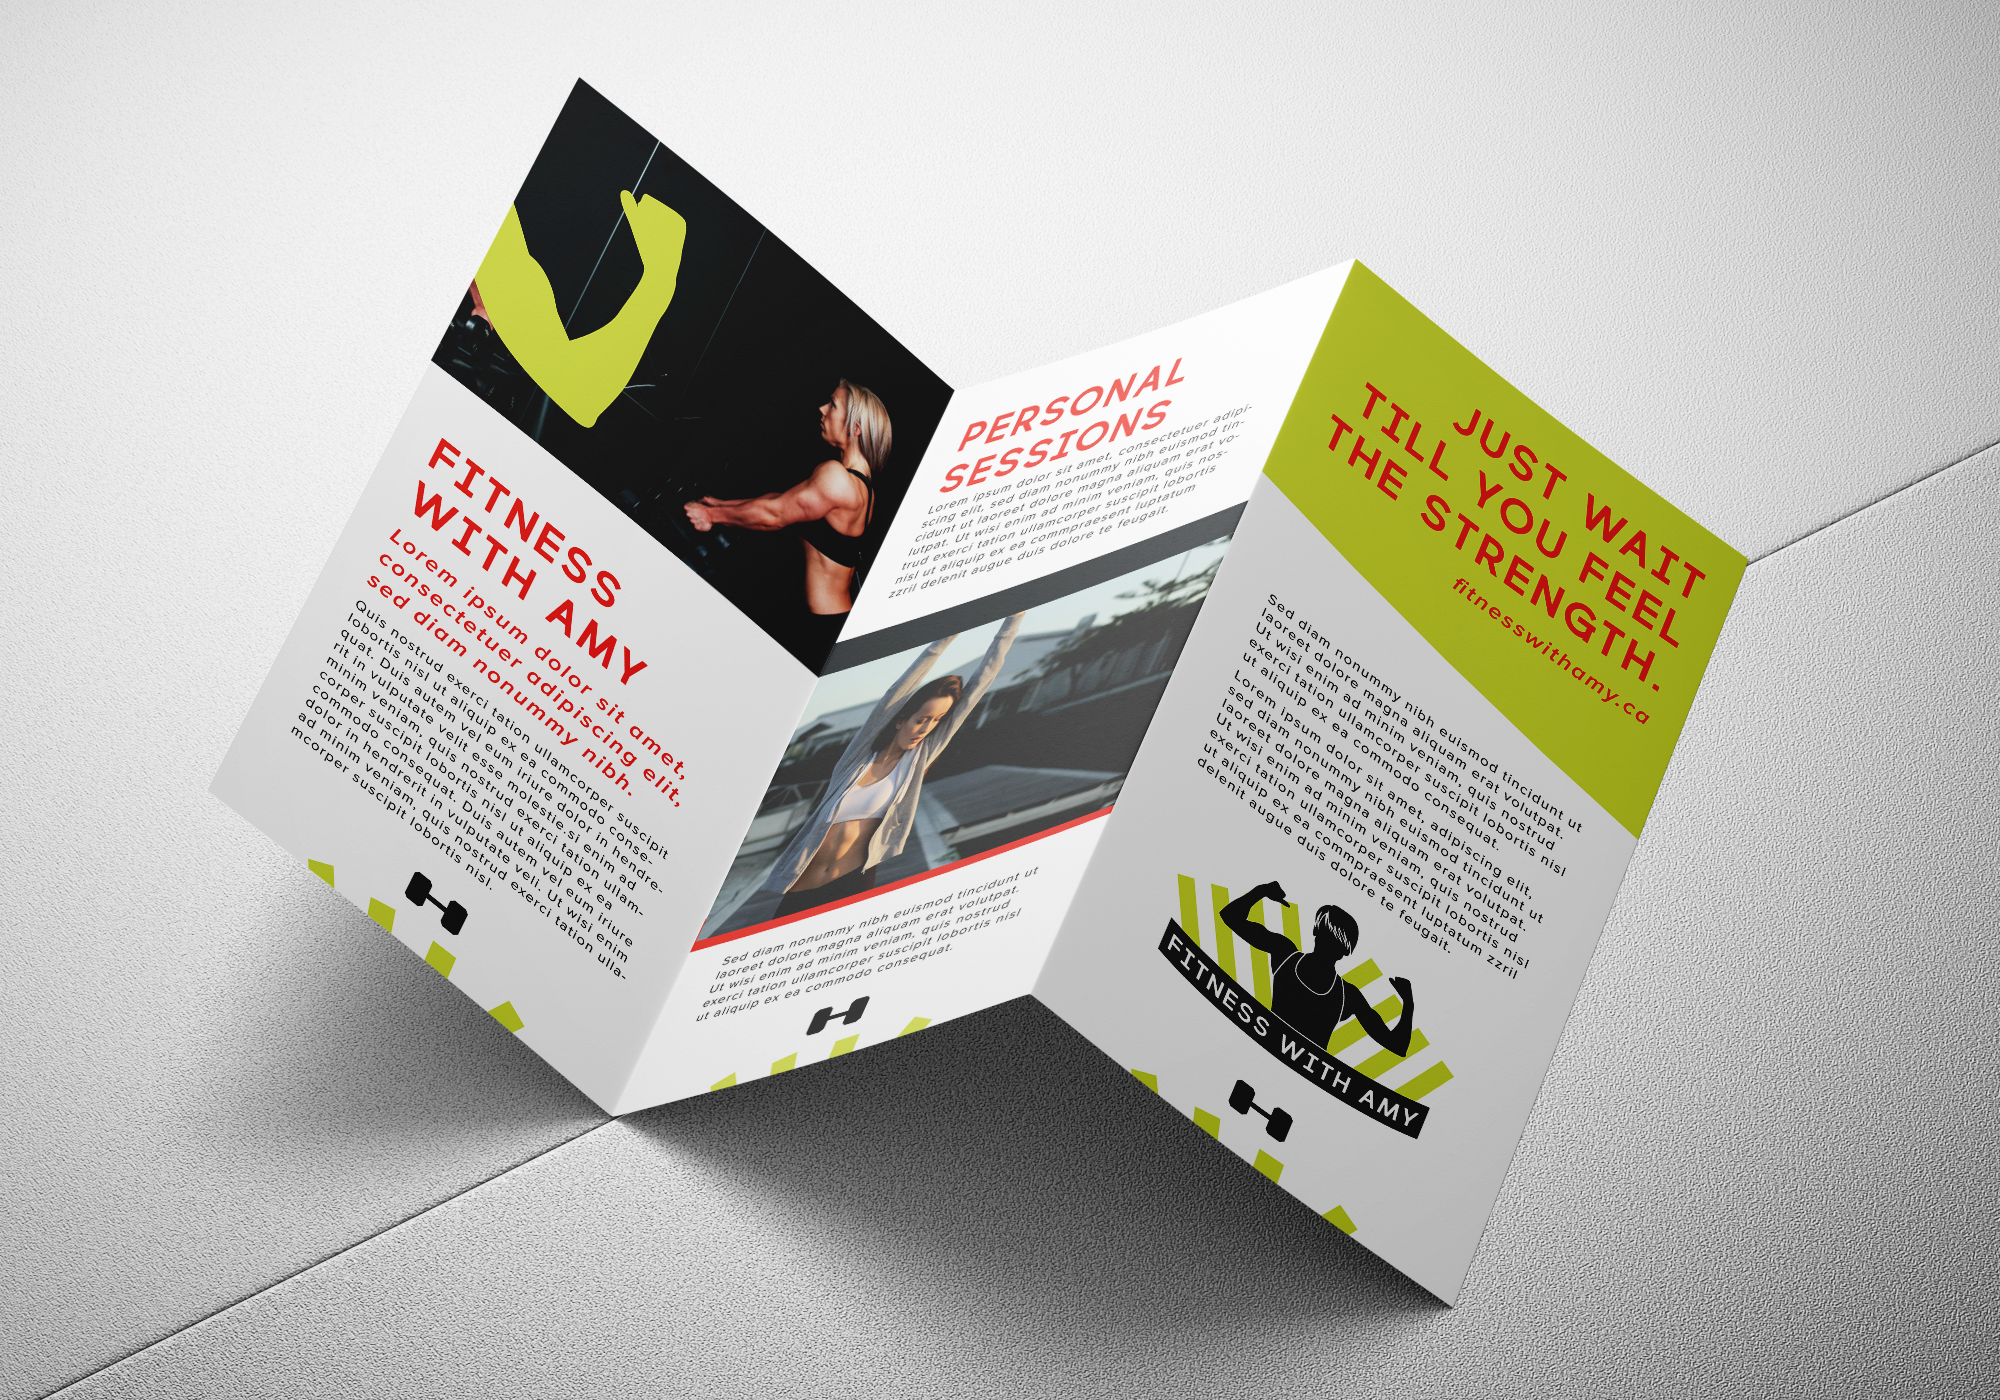 FITNESS
WITH AMY
Lorem ipsum dolor sit amet,
consectetuer adipiscing elit,
sed diam nonummy nibh.
Quis nostrud exerci tation ullamcorper suscipit
lobortis nisl ut aliquip ex ea commodo conse-
quat. Duis autem vel eum iriure dolor in hendre-
rit in vulputate velit esse molestie.si enim ad
minim veniam, quis nostrud exerci tation ullam-
corper suscipit lobortis nisl ut aliquip ex ea
commodo consequat. Duis autem vel eum iriure
dolor in hendrerit in vulputate veli. Ut wisi enim
ad minim veniam, quis nostrud exerci tation ulla-
mcorper suscipit lobortis nisl.
PERSONAL
SESSIONS
Lorem ipsum dolor sit amet, consectetuer adipi-
scing elit, sed diam nonummy nibh euismod tin-
cidunt ut laoreet dolore magna aliquam erat vo-
lutpat. Ut wisi enim ad minim veniam, quis nos-
trud exerci tation ullamcorper suscipit lobortis
nisl ut aliquip ex ea commpraesent luptatum
zzril delenit augue duis dolore te feugait.
Sed diam nonummy nibh euismod tincidunt ut
laoreet dolore magna aliquam erat volutpat.
Ut wisi enim ad minim veniam, quis nostrud
exerci tation ullamcorper suscipit lobortis nisl
ut aliquip ex ea commodo consequat.
JUST WAIT
TILL YOU FEEL
THE STRENGTH.
fitnesswithamy.ca
Sed diam nonummy nibh euismod tincidunt ut
laoreet dolore magna aliquam erat volutpat.
Ut wisi enim ad minim veniam, quis nostrud
exerci tation ullamcorper suscipit lobortis nisl
ut aliquip ex ea commodo consequat.
Lorem ipsum dolor sit amet, adipiscing elit,
sed diam nonummy nibh euismod tincidunt ut
laoreet dolore magna aliquam erat volutpat.
Ut wisi enim ad minim veniam, quis nostrud
exerci tation ullamcorper suscipit lobortis nisl
ut aliquip ex ea commpraesent luptatum zzril
delenit augue duis dolore te feugait.
FITNESS WITH AMY